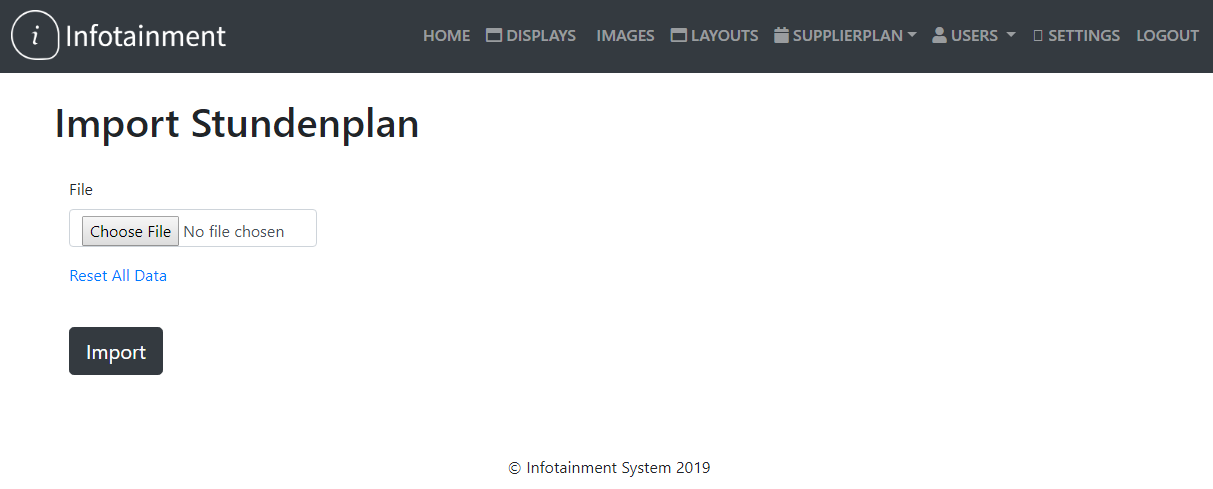 i Infotainment HOME DISPLAYS IMAGES LAYOUTS SUPPLIERPLAN USERS SETTINGS LOGOUT
Import Stundenplan
File
Choose File No file chosen
Reset All Data
Import
© Infotainment System 2019